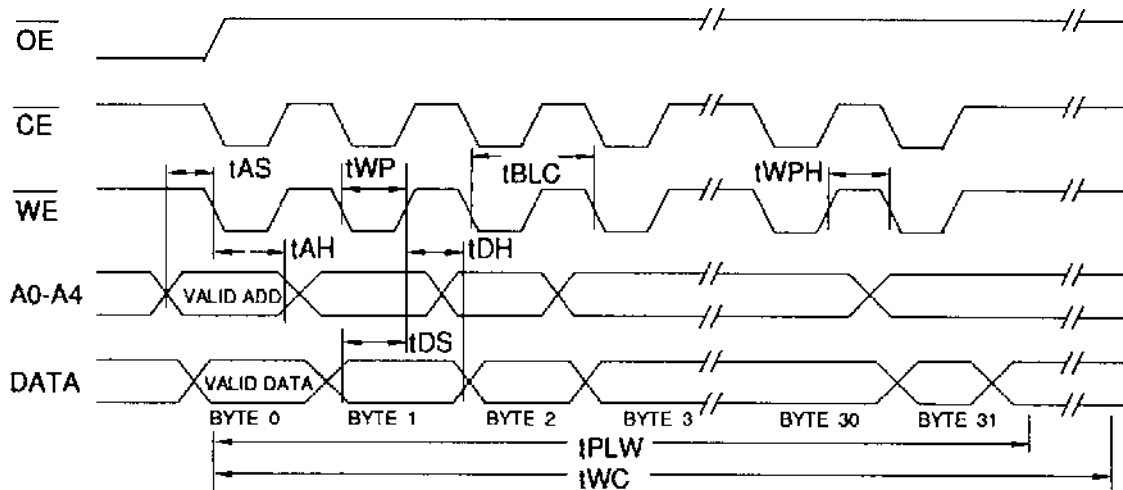 OE
CE
tAS
tWP
tBLC
tWPH
WE
tAH
tDH
A0-A4
VALID ADD
tDS
DATA
VALID DATA
BYTE 0
BYTE 1
BYTE 2
BYTE 3
BYTE 30
BYTE 31
tPLW
tWC